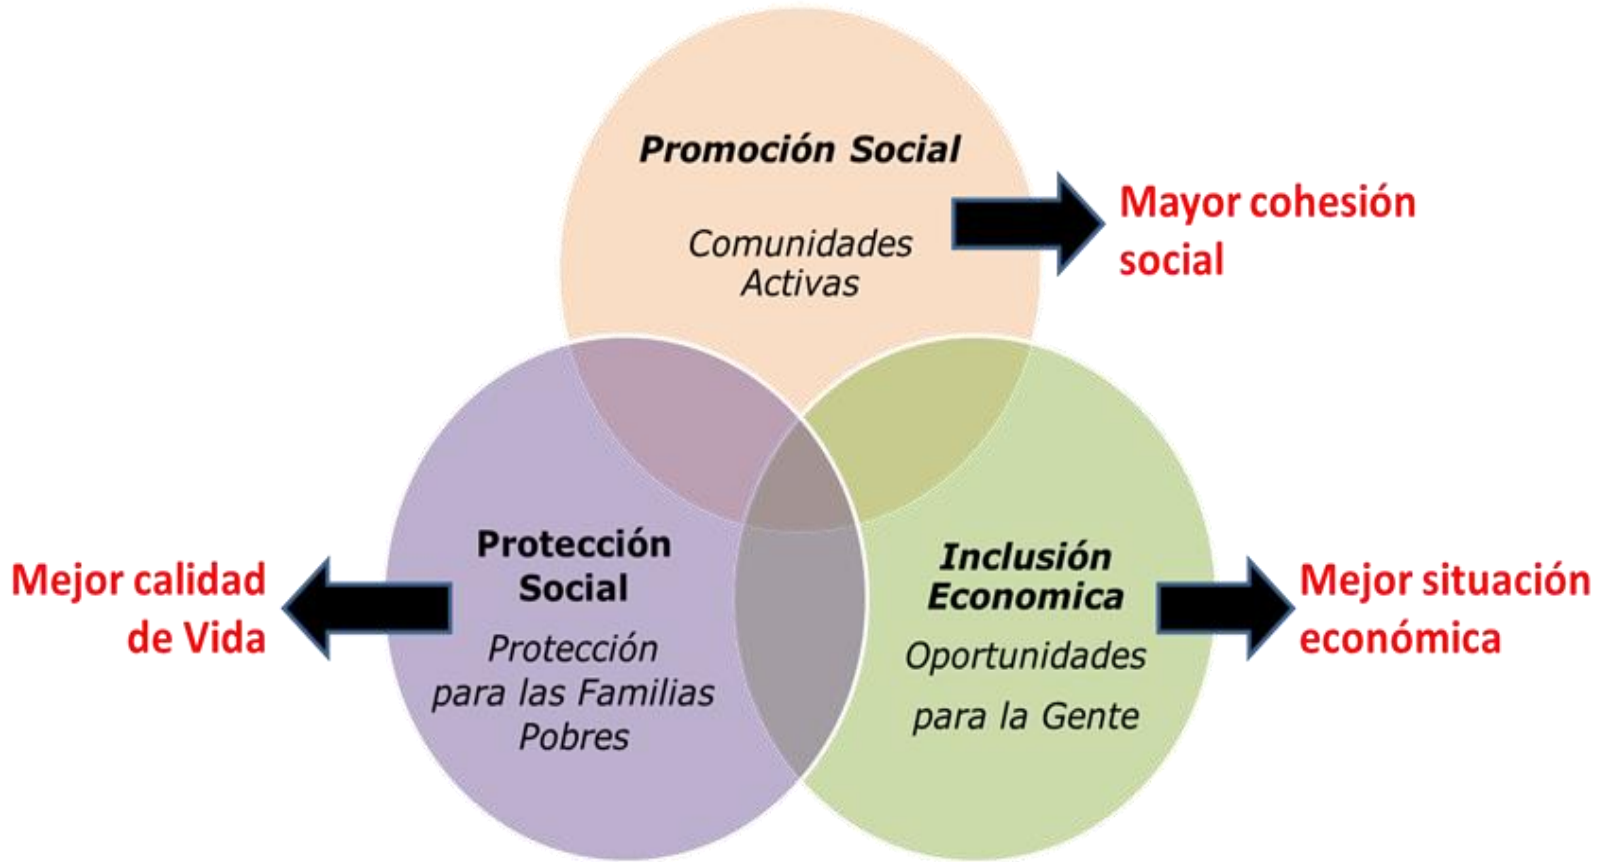 Promoción Social
Comunidades
Activas
Mayor cohesión
social
Protección
Social
Protección
para las Familias
Pobres
Mejor calidad
de Vida
Inclusión
Economica
Oportunidades
para la Gente
Mejor situación
económica